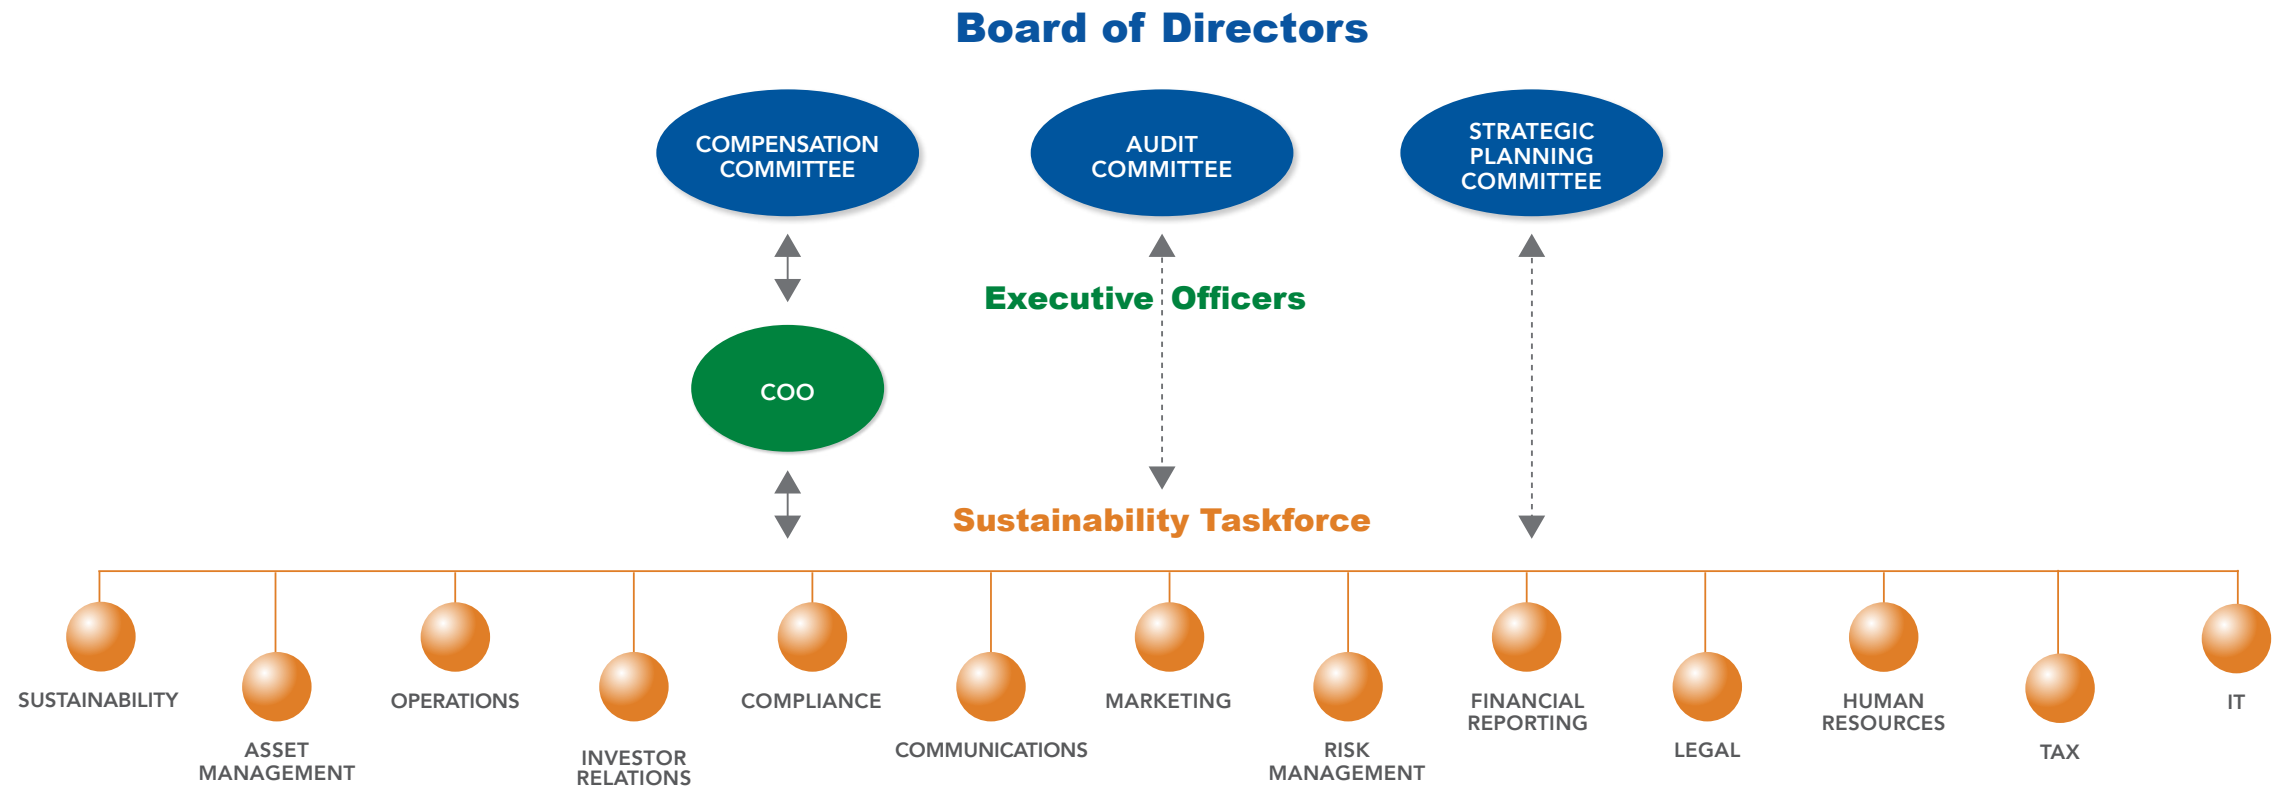 Board of Directors
COMPENSATION
COMMITTEE
AUDIT
COMMITTEE
STRATEGIC
PLANNING
COMMITTEE
Executive Officers
COO
Sustainability Taskforce
SUSTAINABILITY
ASSET
MANAGEMENT
OPERATIONS
INVESTOR
RELATIONS
COMPLIANCE
COMMUNICATIONS
MARKETING
RISK
MANAGEMENT
FINANCIAL
REPORTING
LEGAL
HUMAN
RESOURCES
TAX
IT